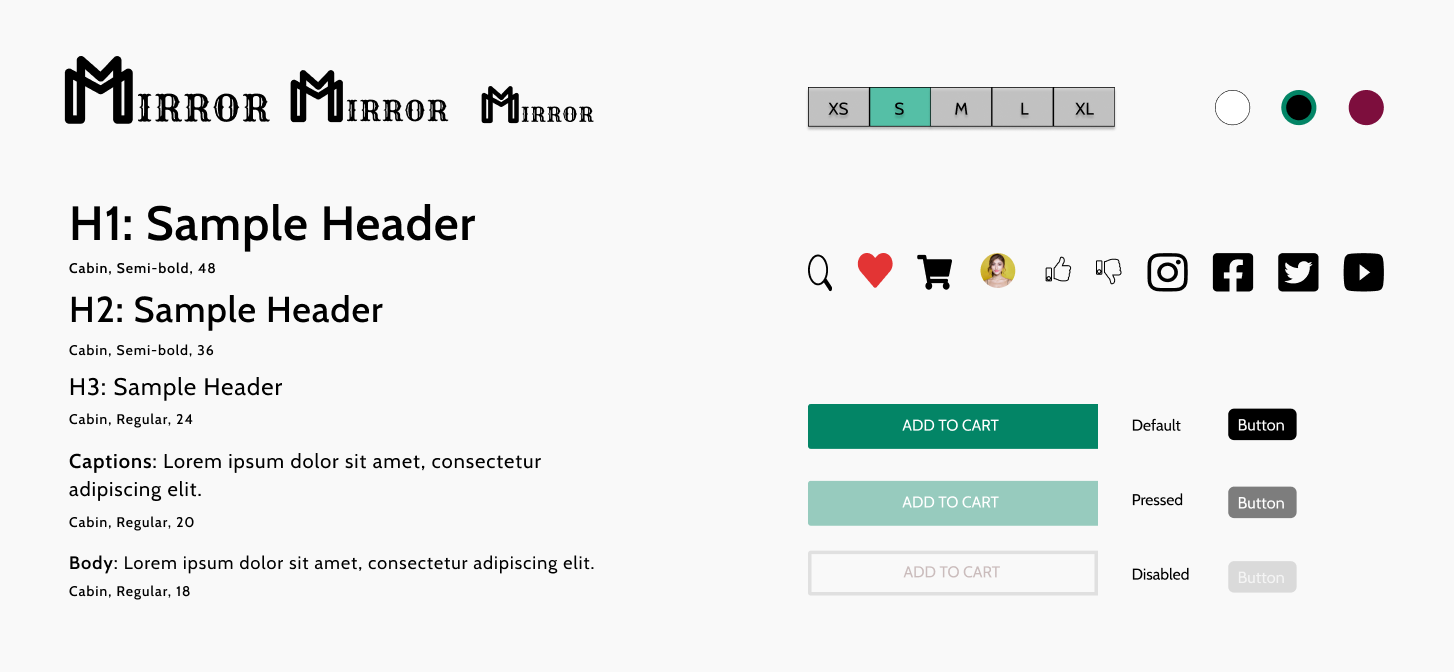 MIRROR MIRROR MIRROR
XS S M L XL
H1: Sample Header
Cabin, Semi-bold, 48
H2: Sample Header
Cabin, Semi-bold, 36
H3: Sample Header
Cabin, Regular, 24
Captions: Lorem ipsum dolor sit amet, consectetur
adipiscing elit.
Cabin, Regular, 20
Body: Lorem ipsum dolor sit amet, consectetur adipiscing elit.
Cabin, Regular, 18
ADD TO CART Default Button
ADD TO CART Pressed Button
ADD TO CART Disabled Button